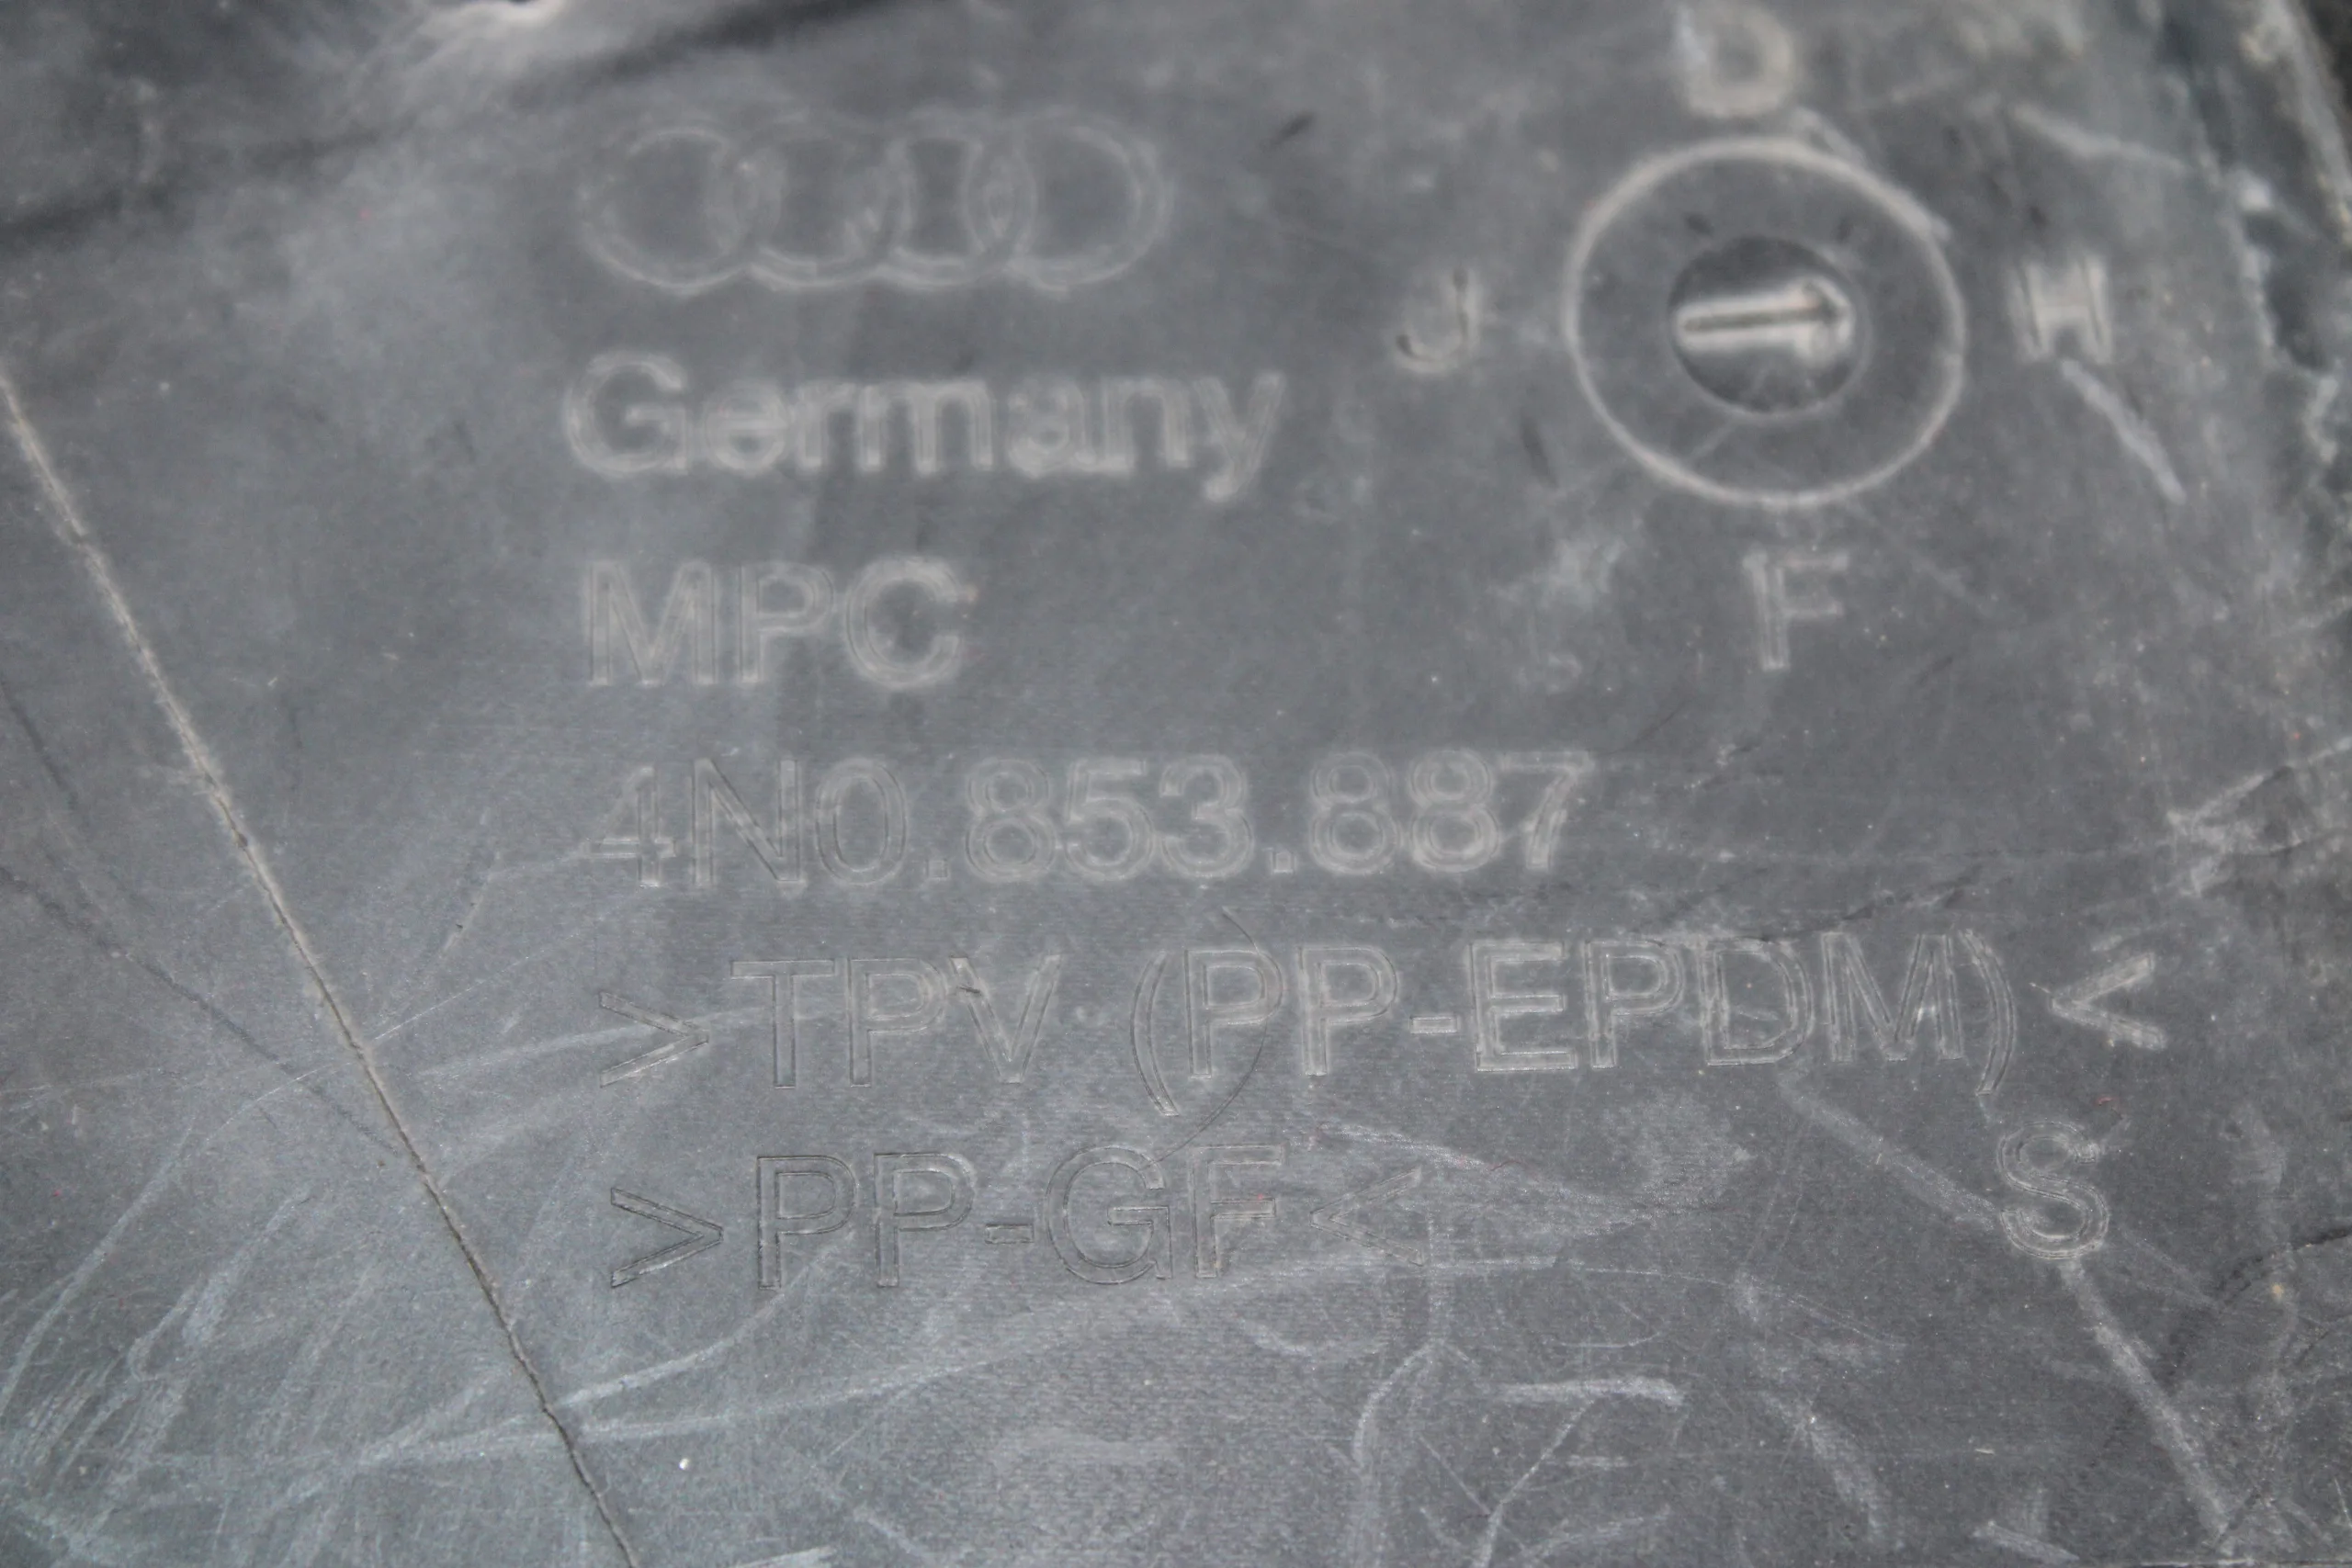 D
J
H
Germany
F
MPC
4N0.853.887
>TPV (PP-EPDM)<
S
>PP-GF<